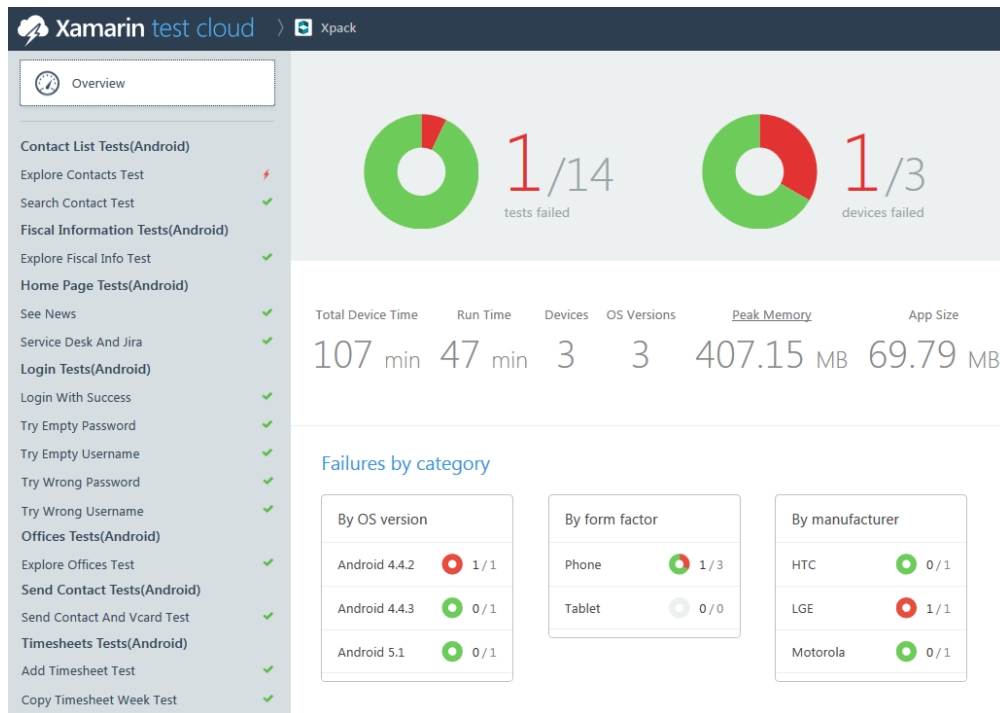 Xamarin test cloud
Xpack
Overview
Contact List Tests(Android)
Explore Contacts Test
Search Contact Test
Fiscal Information Tests(Android)
Explore Fiscal Info Test
Home Page Tests(Android)
See News
Service Desk And Jira
Login Tests(Android)
Login With Success
Try Empty Password
Try Empty Username
Try Wrong Password
Try Wrong Username
Offices Tests(Android)
Explore Offices Test
Send Contact Tests(Android)
Send Contact And Vcard Test
Timesheets Tests(Android)
Add Timesheet Test
Copy Timesheet Week Test
1/14
tests failed
1/3
devices failed
Total Device Time
107 min
Run Time
47 min
Devices
3
OS Versions
3
Peak Memory
407.15 MB
App Size
69.79 MB
Failures by category
By OS version
Android 4.4.2 1/1
Android 4.4.3 0/1
Android 5.1 0/1
By form factor
Phone 1/3
Tablet 0/0
By manufacturer
HTC 0/1
LGE 1/1
Motorola 0/1